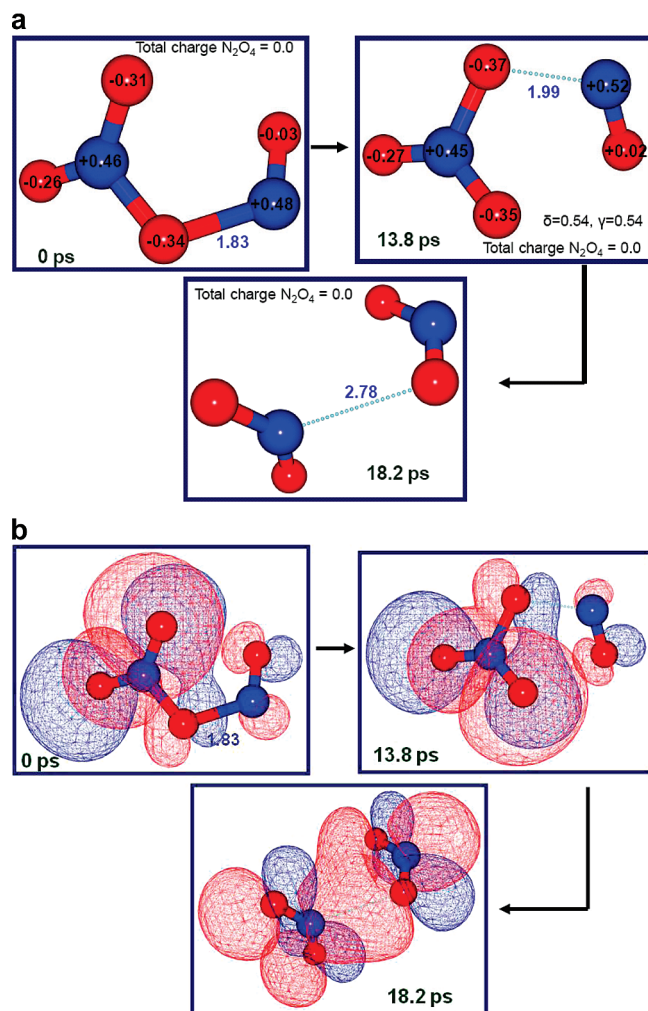 a
Total charge N₂O₄ = 0.0
-0.31
-0.03
-0.26
+0.46
+0.48
-0.34
1.83
0 ps
-0.37
+0.52
1.99
-0.27
+0.45
+0.02
-0.35
δ=0.54, γ=0.54
13.8 ps
Total charge N₂O₄ = 0.0
Total charge N₂O₄ = 0.0
2.78
18.2 ps
b
1.83
0 ps
13.8 ps
18.2 ps